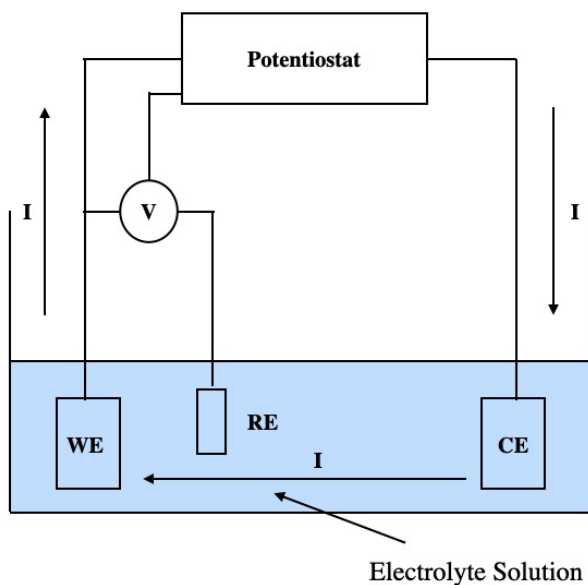 Potentiostat
I
V
I
WE
RE
CE
I
Electrolyte Solution